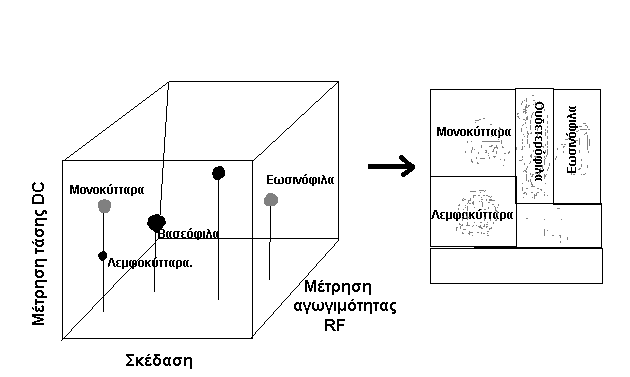 Μέτρηση τάσης DC
Μονοκύτταρα
Εωσινόφιλα
Βασεόφιλα
Λεμφοκύτταρα.
Μέτρηση
αγωγιμότητας
RF
Σκέδαση
Μονοκύτταρα
Ουδετερόφιλα
Εωσινόφιλα
Λεμφοκύτταρα